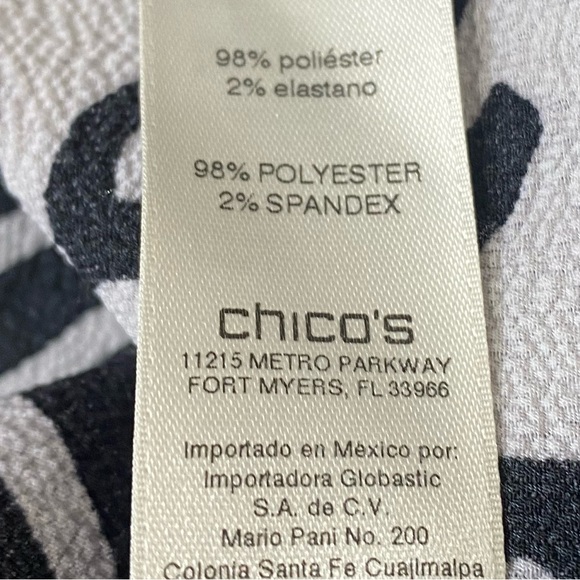 98% poliéster
2% elastano
98% POLYESTER
2% SPANDEX
chico's
11215 METRO PARKWAY
FORT MYERS, FL 33966
Importado en México por:
Importadora Globastic
S.A. de C.V.
Mario Pani No. 200
Colonia Santa Fe Cuajlmalpa